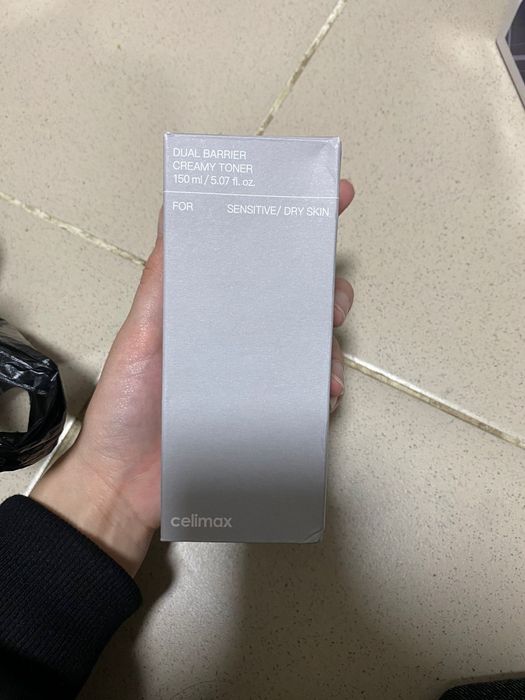 DUAL BARRIER
CREAMY TONER
150 ml / 5.07 fl. oz.
FOR SENSITIVE/ DRY SKIN
celimax